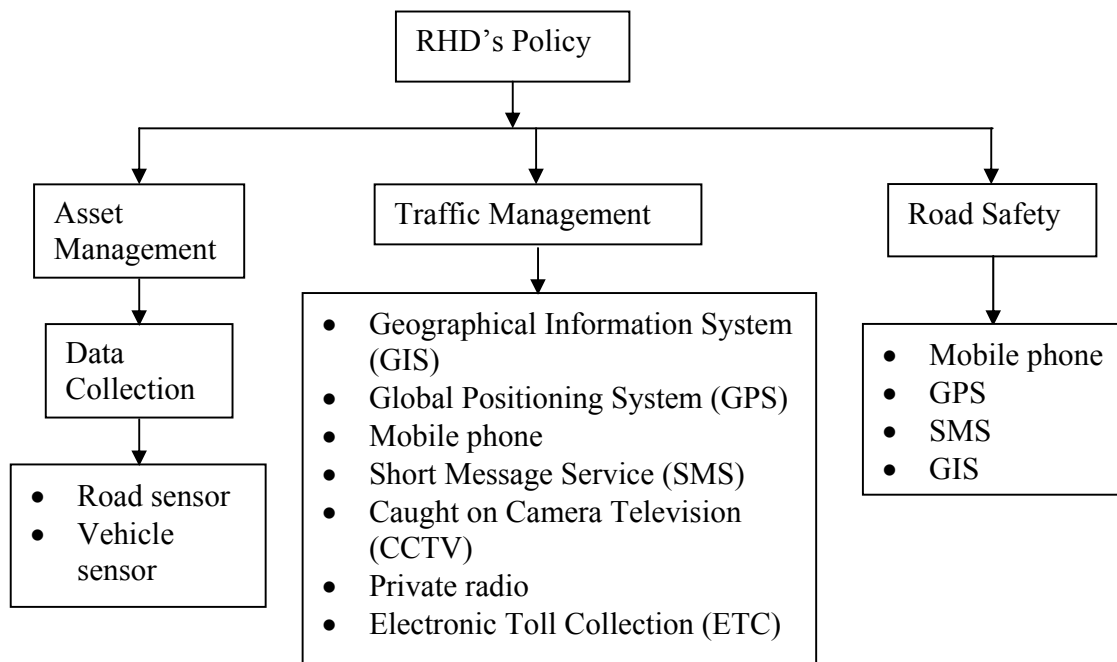 RHD’s Policy
Asset
Management
Traffic Management
Road Safety
Data
Collection
• Road sensor
• Vehicle
sensor
• Geographical Information System
(GIS)
• Global Positioning System (GPS)
• Mobile phone
• Short Message Service (SMS)
• Caught on Camera Television
(CCTV)
• Private radio
• Electronic Toll Collection (ETC)
• Mobile phone
• GPS
• SMS
• GIS